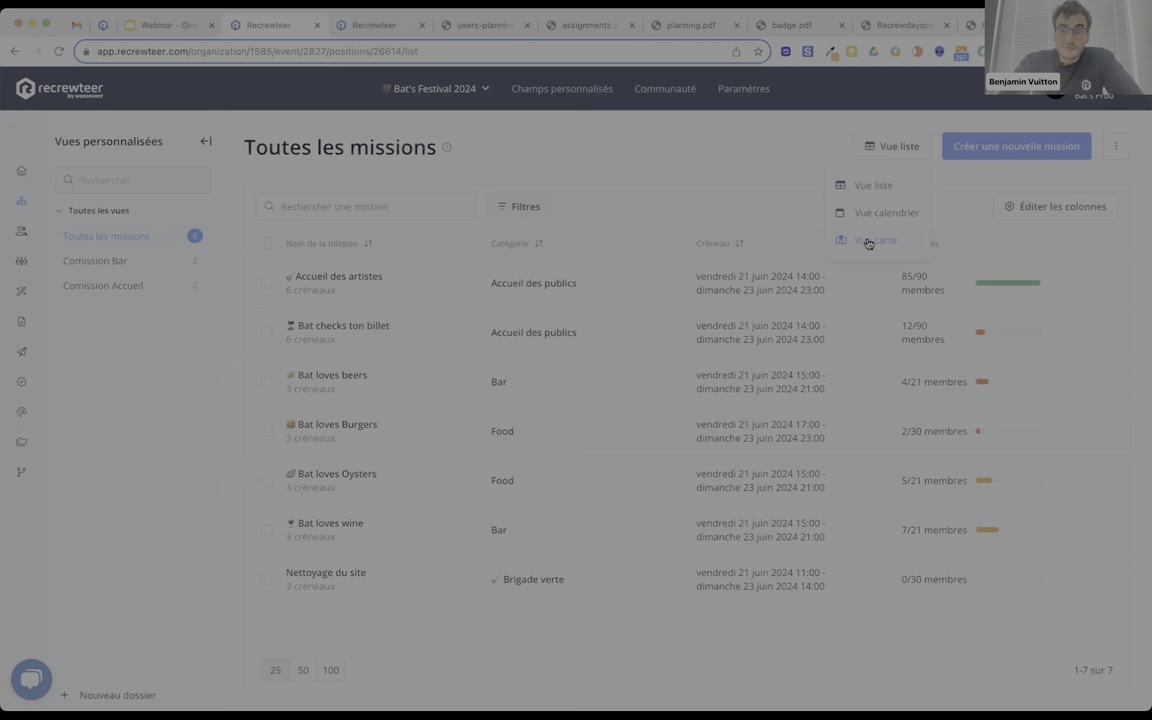 Webinar - Goo
Recrewteer
Recrewteer
users-plannin
assignments.p
planning.pdf
badge.pdf
Recrewdayspe
app.recrewteer.com/organization/1585/event/2827/positions/26614/list
Benjamin Vuitton
recrewteer
by weezevent
Bat's Festival 2024
Champs personnalisés
Communauté
Paramètres
Bat's Prod
Vues personnalisées
Rechercher
Toutes les vues
Toutes les missions 6
Comission Bar 2
Comission Accueil 2
Nouveau dossier
Toutes les missions
Vue liste
Créer une nouvelle mission
Vue liste
Vue calendrier
Vue carte
Rechercher une mission
Filtres
Éditer les colonnes
Nom de la mission
Catégorie
Créneau
Accueil des artistes
6 créneaux
Accueil des publics
vendredi 21 juin 2024 14:00 -
dimanche 23 juin 2024 23:00
85/90
membres
Bat checks ton billet
6 créneaux
Accueil des publics
vendredi 21 juin 2024 14:00 -
dimanche 23 juin 2024 23:00
12/90
membres
Bat loves beers
3 créneaux
Bar
vendredi 21 juin 2024 15:00 -
dimanche 23 juin 2024 21:00
4/21 membres
Bat loves Burgers
3 créneaux
Food
vendredi 21 juin 2024 17:00 -
dimanche 23 juin 2024 23:00
2/30 membres
Bat loves Oysters
3 créneaux
Food
vendredi 21 juin 2024 15:00 -
dimanche 23 juin 2024 21:00
5/21 membres
Bat loves wine
3 créneaux
Bar
vendredi 21 juin 2024 15:00 -
dimanche 23 juin 2024 21:00
7/21 membres
Nettoyage du site
3 créneaux
Brigade verte
vendredi 21 juin 2024 11:00 -
dimanche 23 juin 2024 14:00
0/30 membres
25
50
100
1-7 sur 7